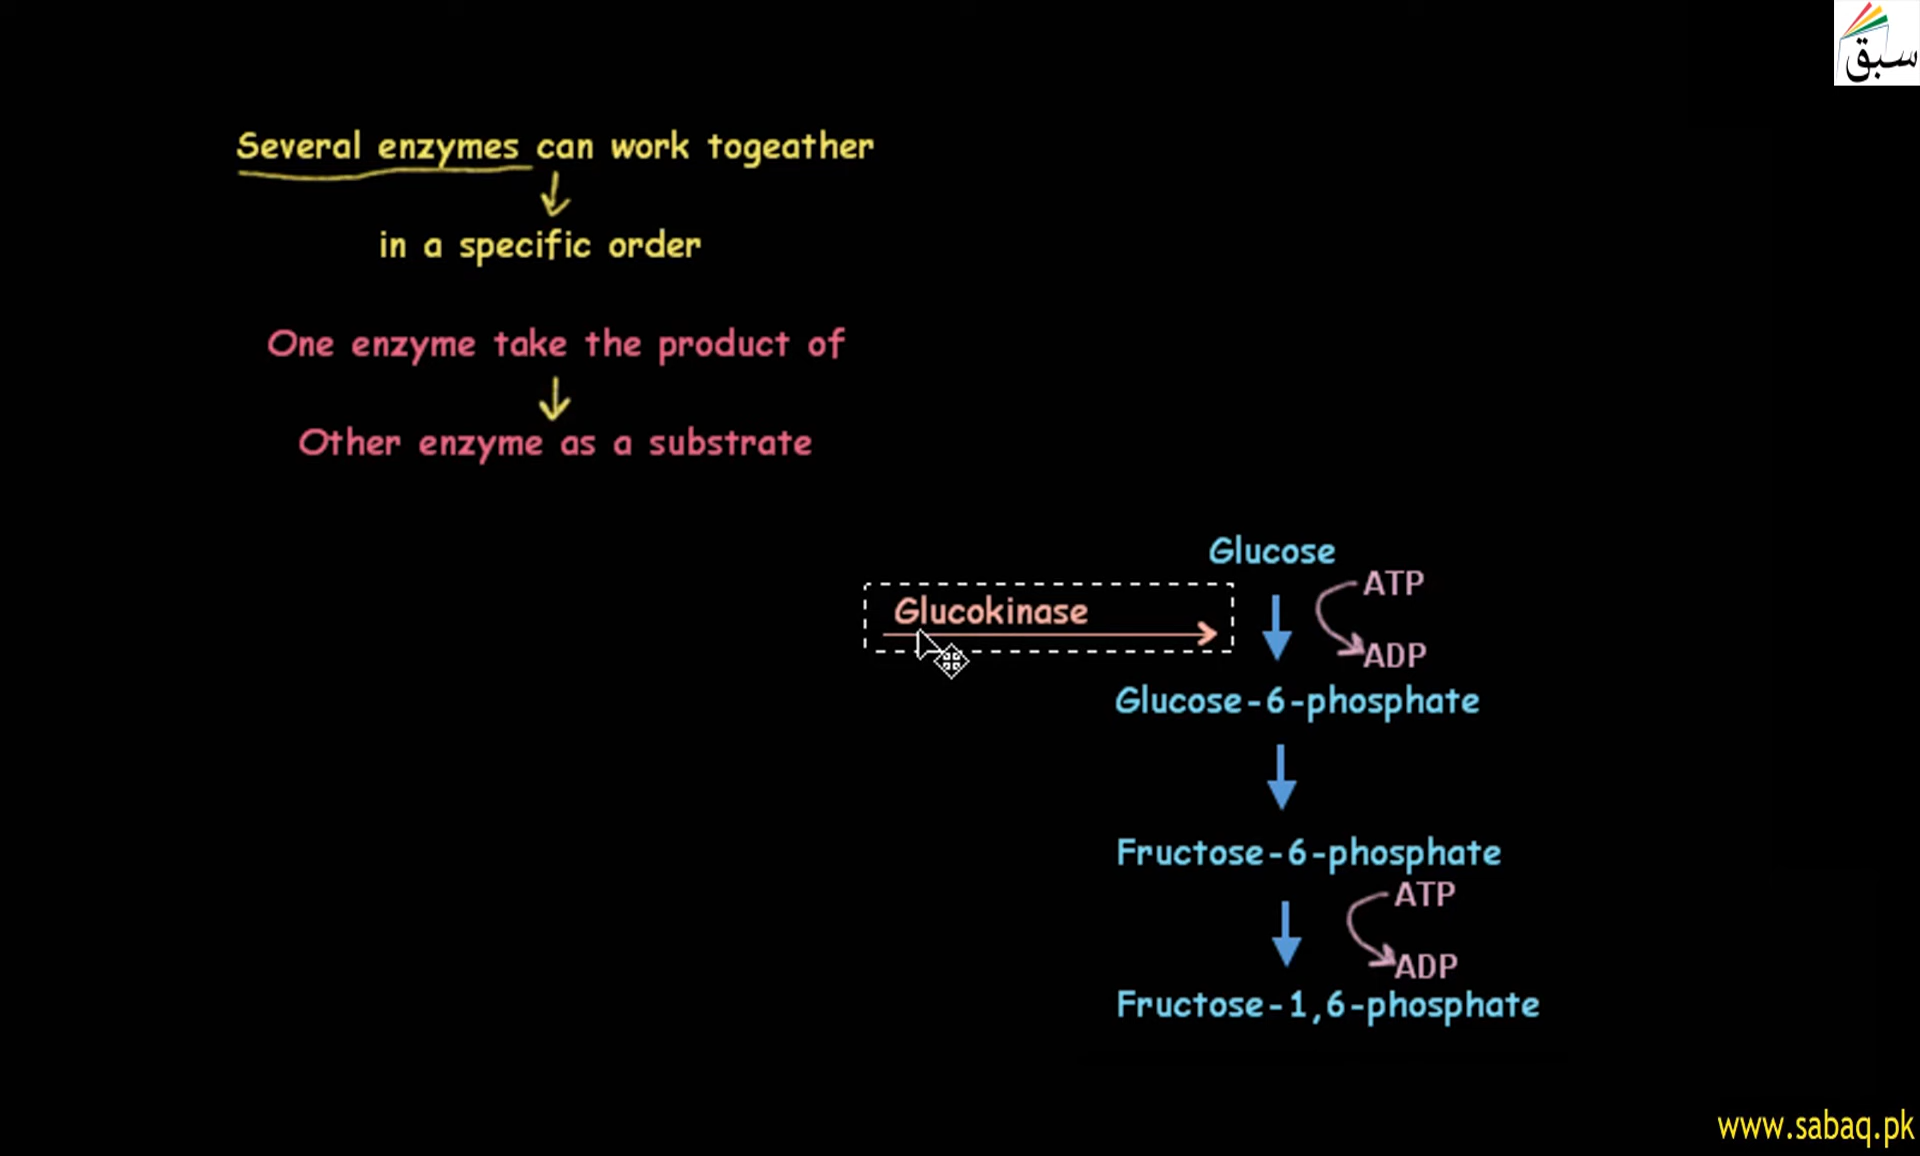 سبق
Several enzymes can work togeather
in a specific order
One enzyme take the product of
Other enzyme as a substrate
Glucose
ATP
Glucokinase
ADP
Glucose-6-phosphate
Fructose-6-phosphate
ATP
ADP
Fructose-1,6-phosphate
www.sabaq.pk